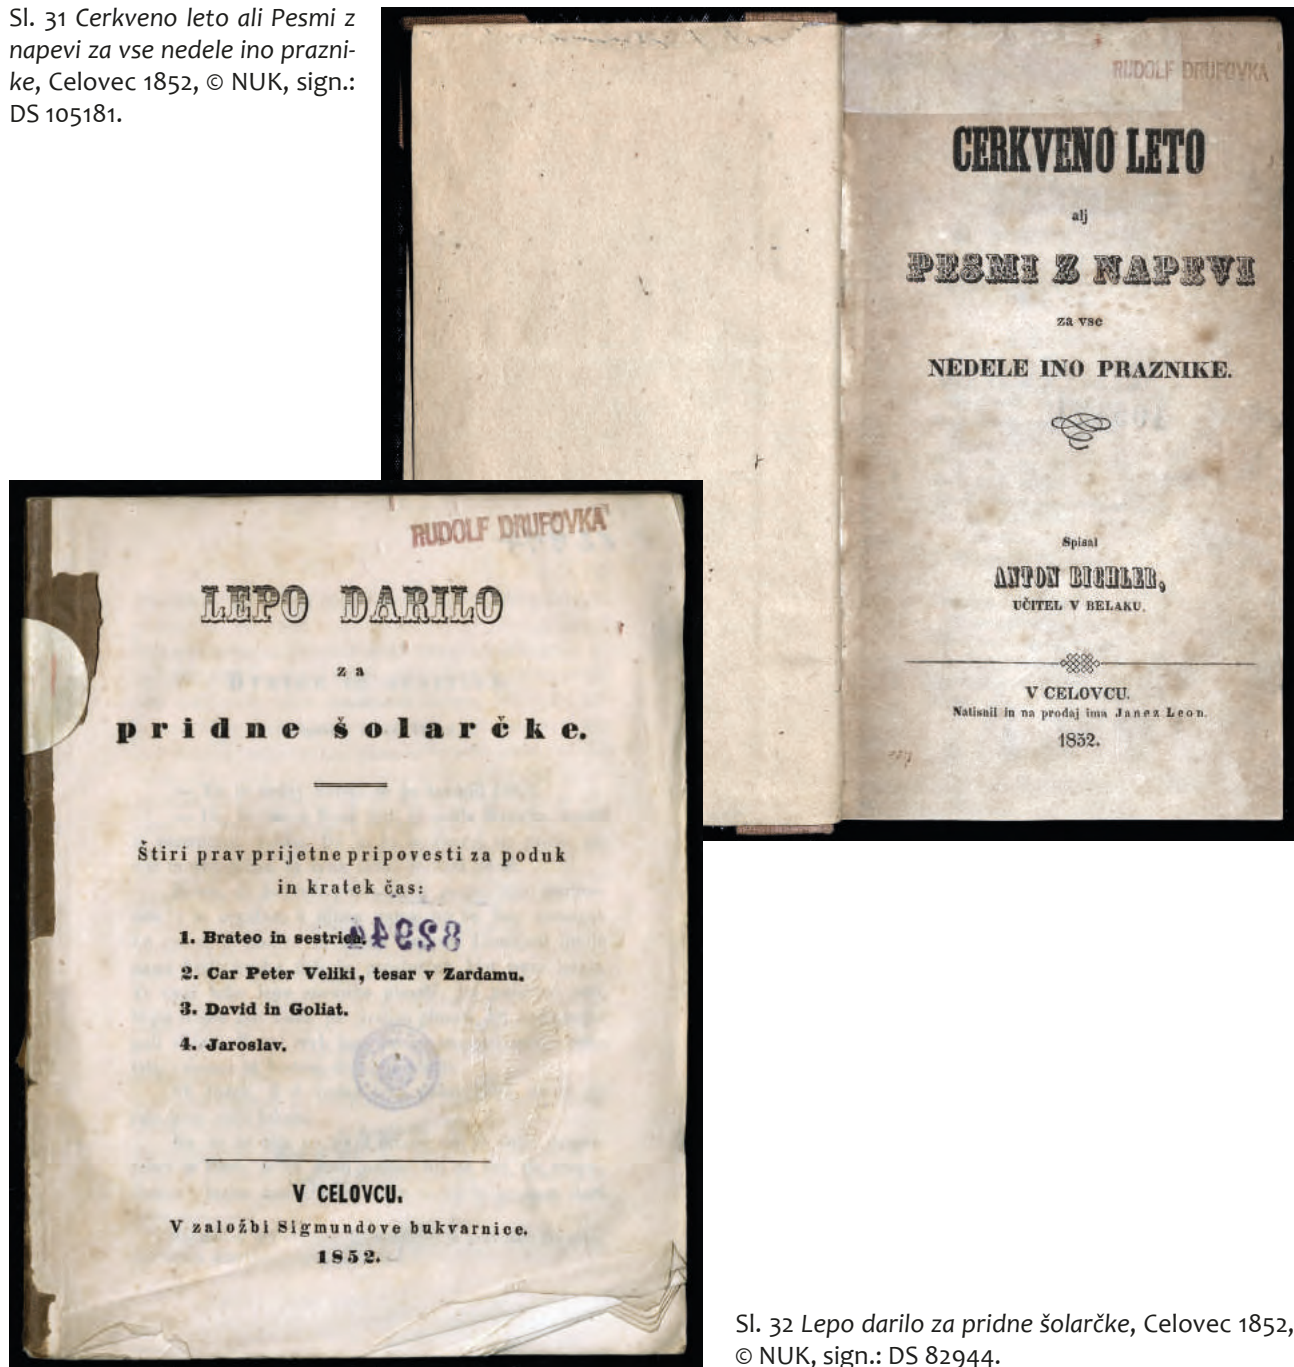 Sl. 31 Cerkveno leto ali Pesmi z
napevi za vse nedele ino prazni-
ke, Celovec 1852, © NUK, sign.:
DS 105181.
RUDOLF DRUFOVKA
CERKVENO LETO
alj
PESMI Z NAPEVI
za vse
NEDELE INO PRAZNIKE.
Spisal
ANTON BICHLER,
UČITEL V BELAKU.
V CELOVCU.
Natisnil in na prodaj ima Janez Leon.
1852.
RUDOLF DRUFOVKA
LEPO DARILO
za
pridne šolarčke.
Štiri prav prijetne pripovesti za poduk
in kratek čas:
1. Bratec in sestrica.
82944
2. Car Peter Veliki, tesar v Zardamu.
3. David in Goliat.
4. Jaroslav.
V CELOVCU.
V založbi Sigmundove bukvarnice.
1852.
Sl. 32 Lepo darilo za pridne šolarčke, Celovec 1852,
© NUK, sign.: DS 82944.